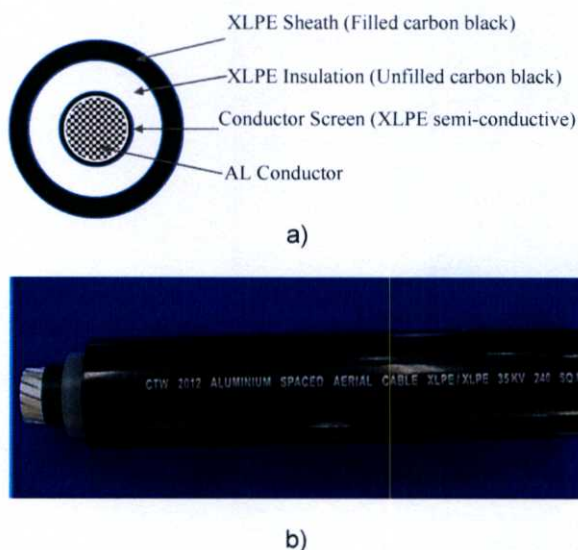 XLPE Sheath (Filled carbon black)
XLPE Insulation (Unfilled carbon black)
Conductor Screen (XLPE semi-conductive)
AL Conductor
a)
CTW 2012 ALUMINIUM SPACED AERIAL CABLE XLPE/XLPE 35KV 240 SQ
b)